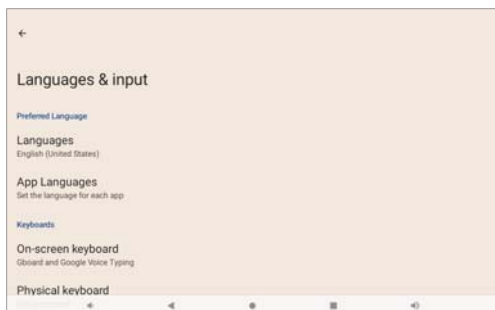 Languages & input
Preferred Language
Languages
English (United States)
App Languages
Set the language for each app
Keyboards
On-screen keyboard
Gboard and Google Voice Typing
Physical keyboard